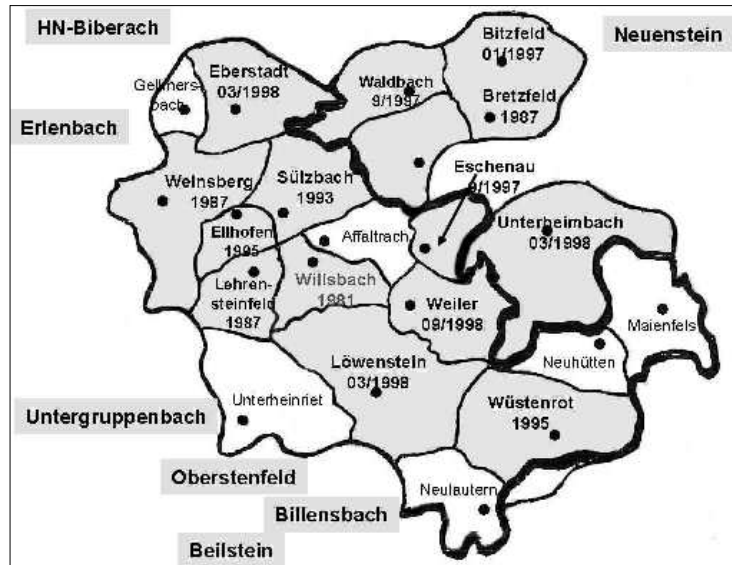 HN-Biberach
Neuenstein
Bitzfeld
01/1997
Eberstadt
03/1998
Waldbach
9/1997
Gellmers-
bach
Bretzfeld
1987
Erlenbach
Eschenau
9/1997
Weinsberg
1987
Sülzbach
1993
Unterheimbach
03/1998
Ellhofen
1995
Affaltrach
Lehren-
steinfeld
1987
Willsbach
1981
Weiler
09/1998
Maienfels
Neuhütten
Löwenstein
03/1998
Unterheinriet
Wüstenrot
1995
Untergruppenbach
Oberstenfeld
Neulautern
Billensbach
Beilstein